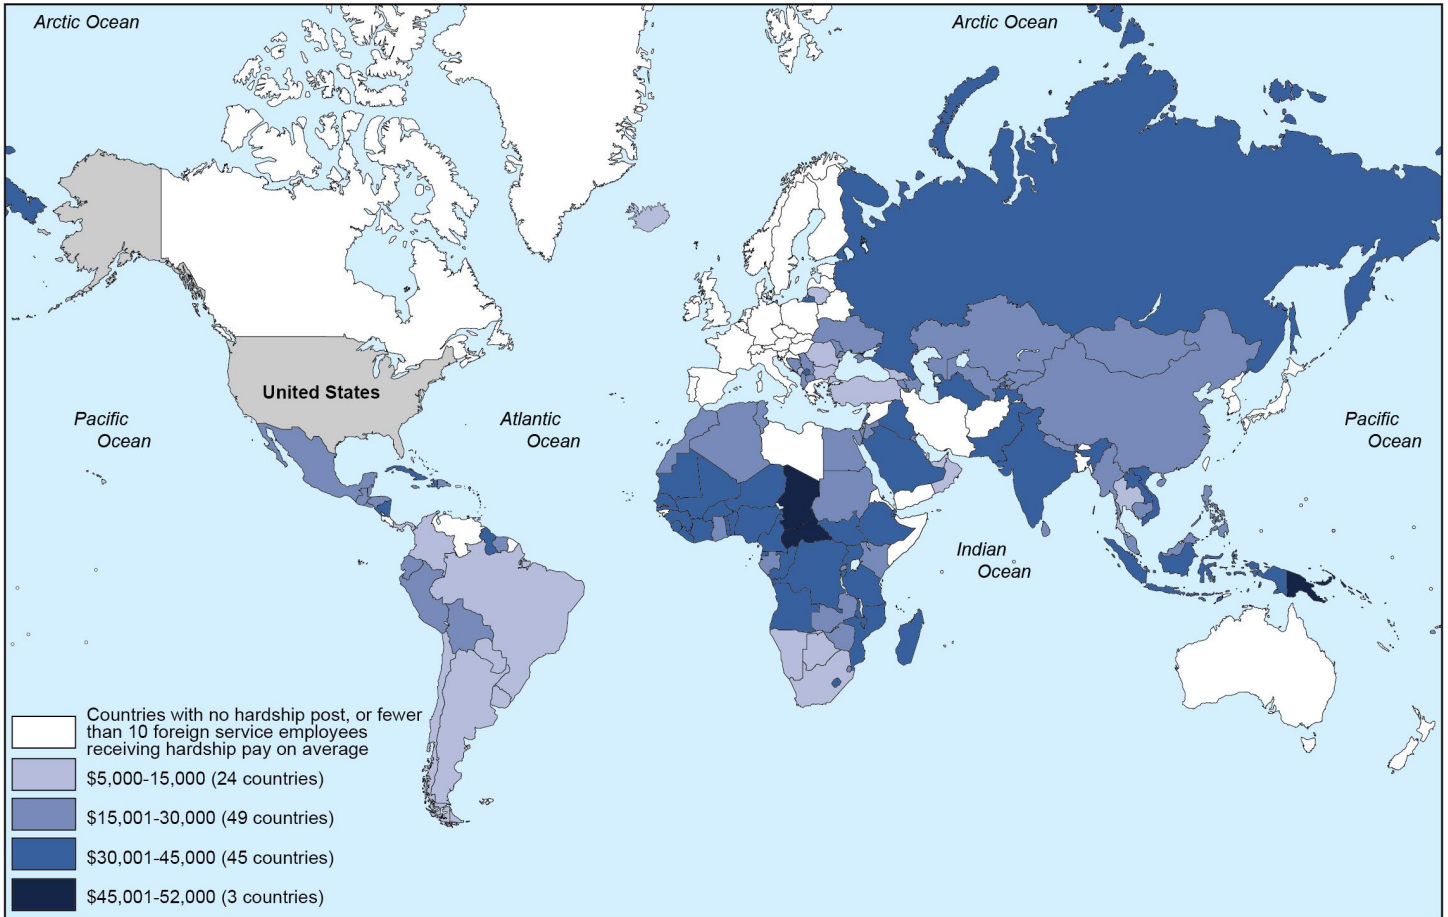 Arctic Ocean
Arctic Ocean
United States
Pacific
Ocean
Atlantic
Ocean
Pacific
Ocean
Indian
Ocean
Countries with no hardship post, or fewer
than 10 foreign service employees
receiving hardship pay on average
$5,000-15,000 (24 countries)
$15,001-30,000 (49 countries)
$30,001-45,000 (45 countries)
$45,001-52,000 (3 countries)